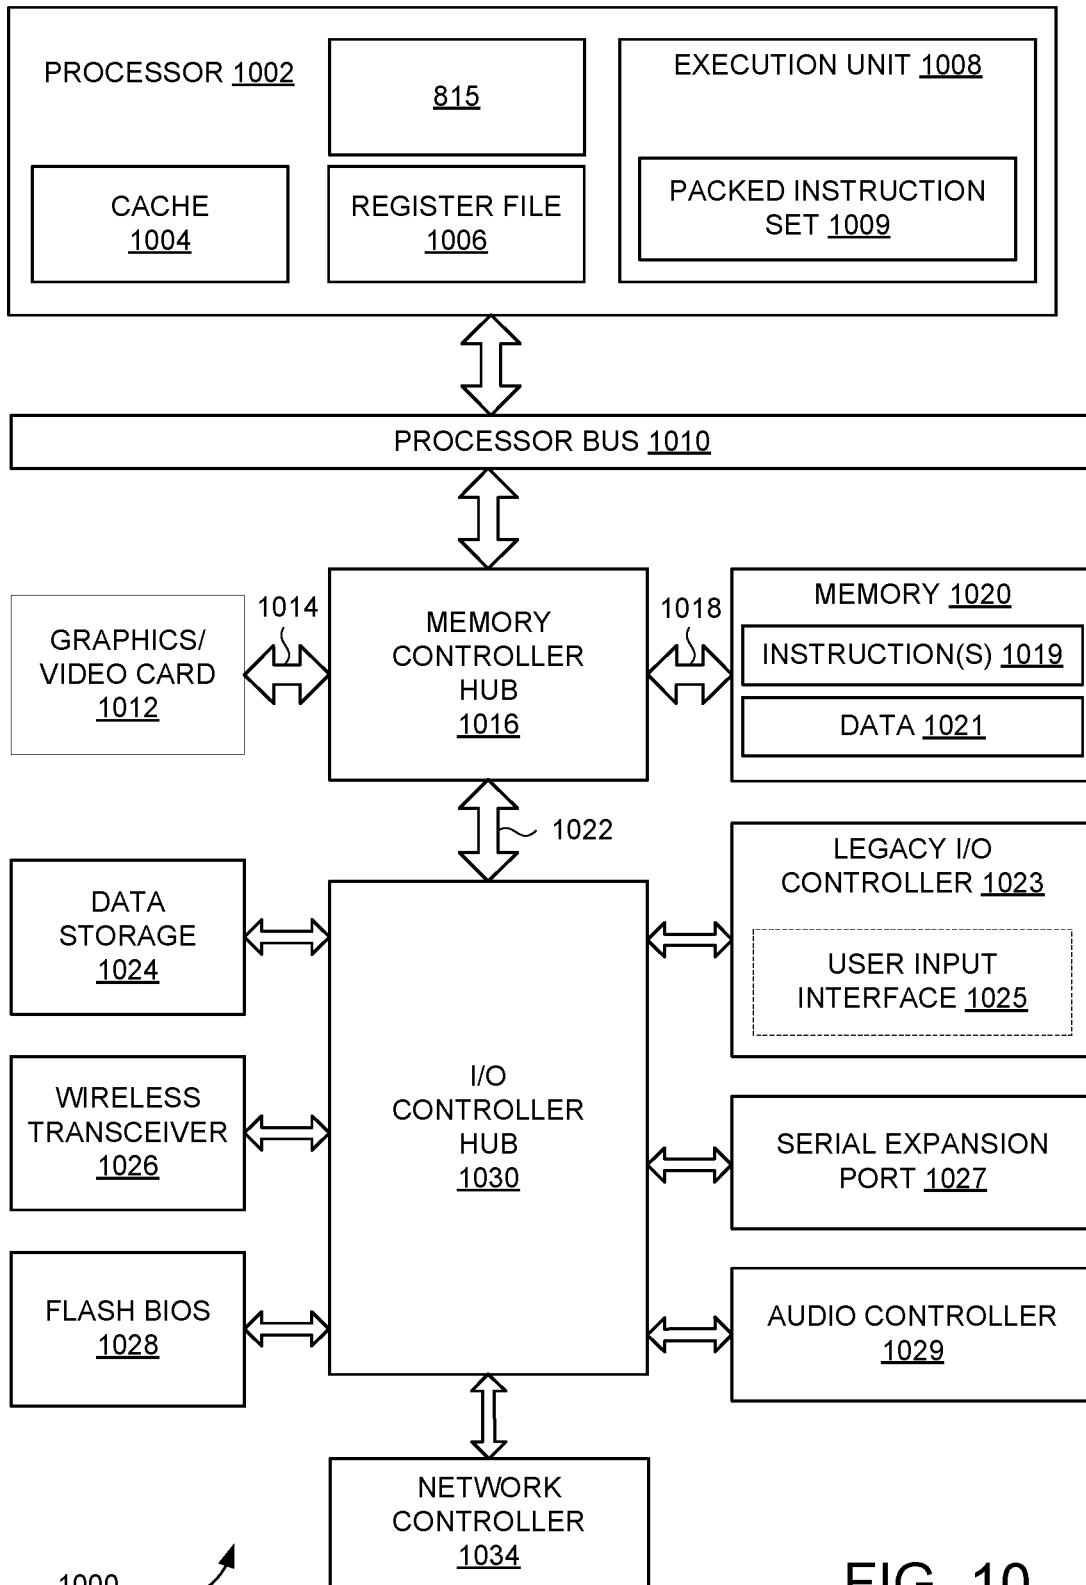 PROCESSOR 1002
815
EXECUTION UNIT 1008
CACHE
1004
REGISTER FILE
1006
PACKED INSTRUCTION
SET 1009
PROCESSOR BUS 1010
GRAPHICS/
VIDEO CARD
1012
1014
MEMORY
CONTROLLER
HUB
1016
1018
MEMORY 1020
INSTRUCTION(S) 1019
DATA 1021
1022
DATA
STORAGE
1024
LEGACY I/O
CONTROLLER 1023
USER INPUT
INTERFACE 1025
WIRELESS
TRANSCEIVER
1026
I/O
CONTROLLER
HUB
1030
SERIAL EXPANSION
PORT 1027
FLASH BIOS
1028
AUDIO CONTROLLER
1029
NETWORK
CONTROLLER
1034
1000
FIG. 10